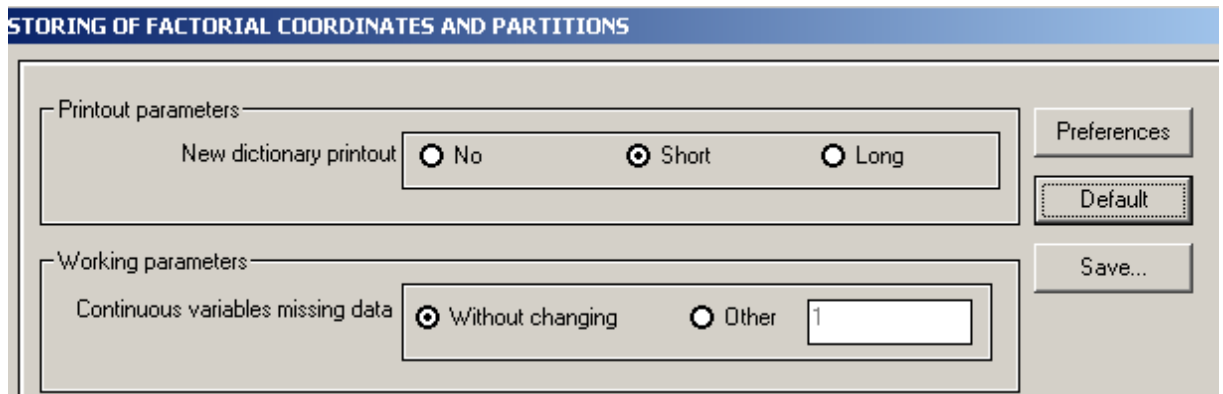 STORING OF FACTORIAL COORDINATES AND PARTITIONS
Printout parameters
New dictionary printout No Short Long
Preferences
Default
Working parameters
Save...
Continuous variables missing data Without changing Other 1